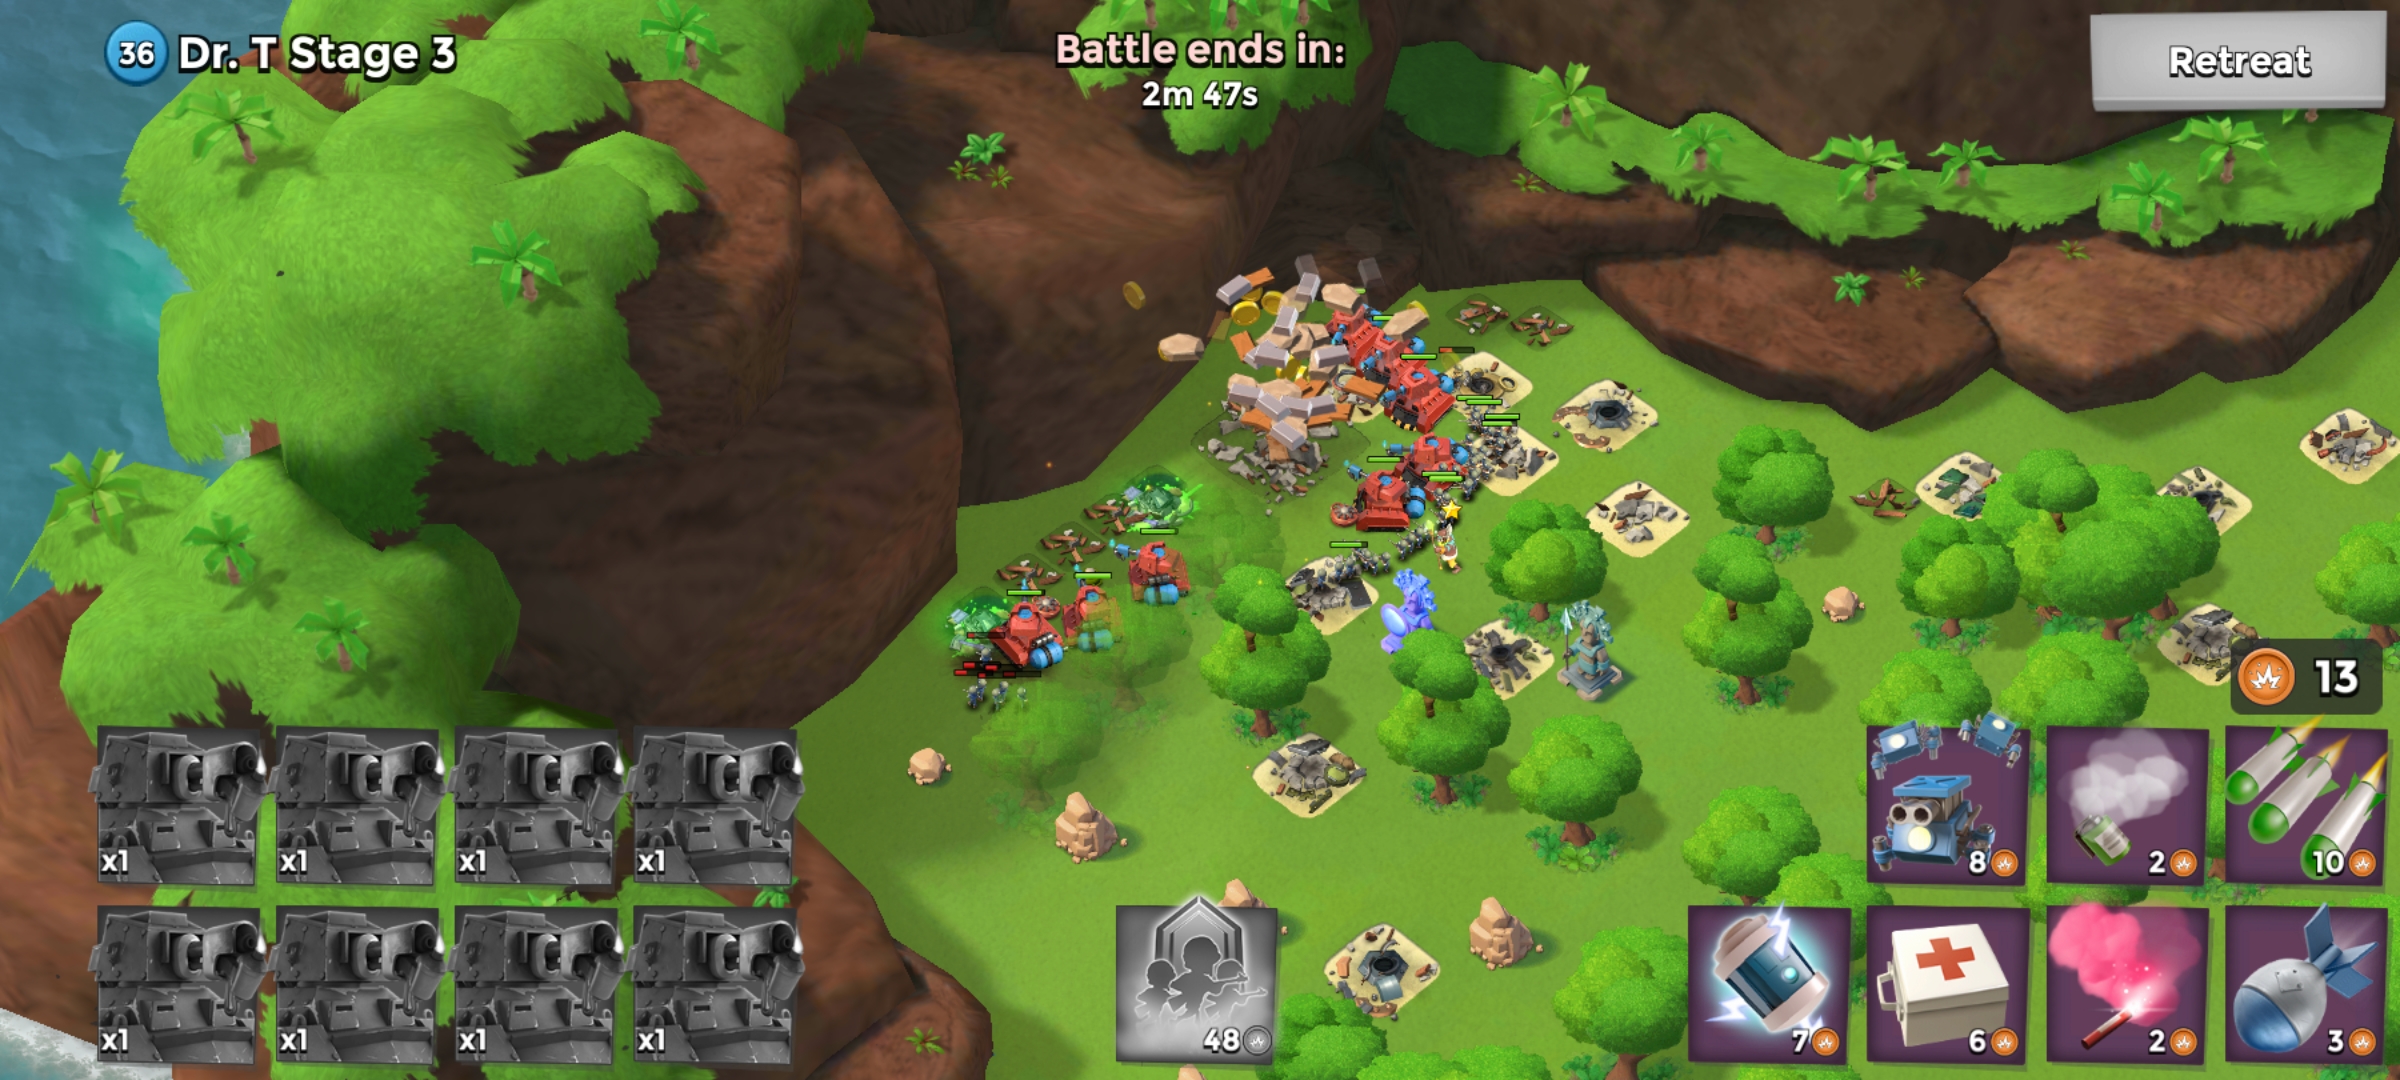 36 Dr. T Stage 3
Battle ends in:
2m 47s
Retreat
13
x1 x1 x1 x1
8 2 10
x1 x1 x1 x1
48 7 6 2 3